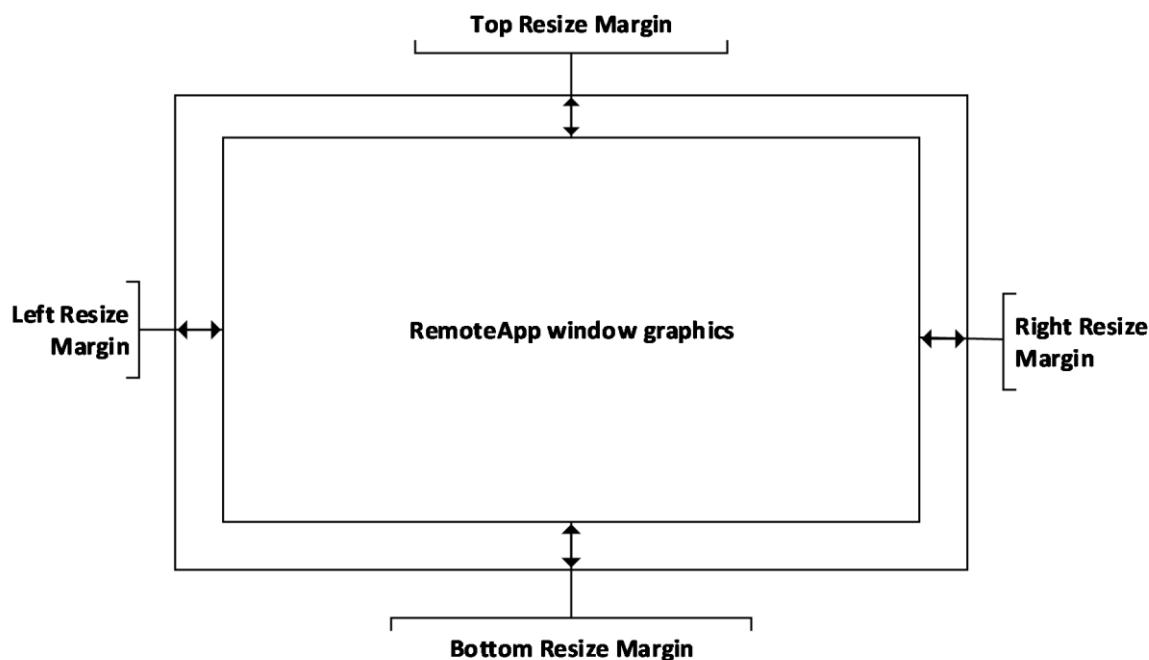 Top Resize Margin
Left Resize
Margin
RemoteApp window graphics
Right Resize
Margin
Bottom Resize Margin